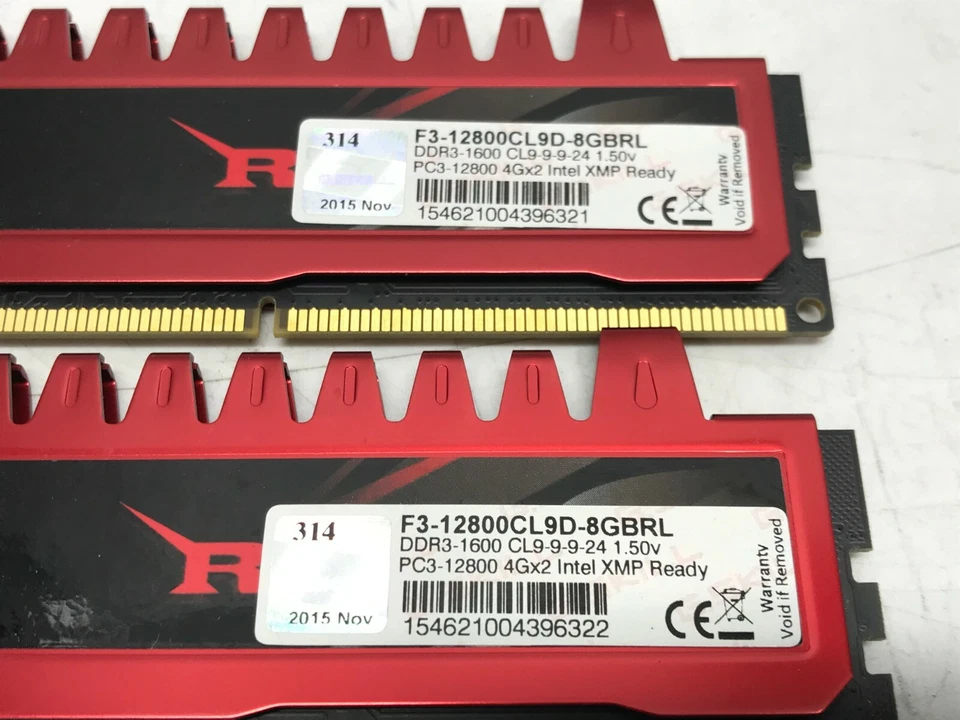 R
314
2015 Nov
F3-12800CL9D-8GBRL
DDR3-1600 CL9-9-9-24 1.50v
PC3-12800 4Gx2 Intel XMP Ready
154621004396321
CE
Warranty
Void if Removed
R
314
2015 Nov
F3-12800CL9D-8GBRL
DDR3-1600 CL9-9-9-24 1.50v
PC3-12800 4Gx2 Intel XMP Ready
154621004396322
CE
Warranty
Void if Removed